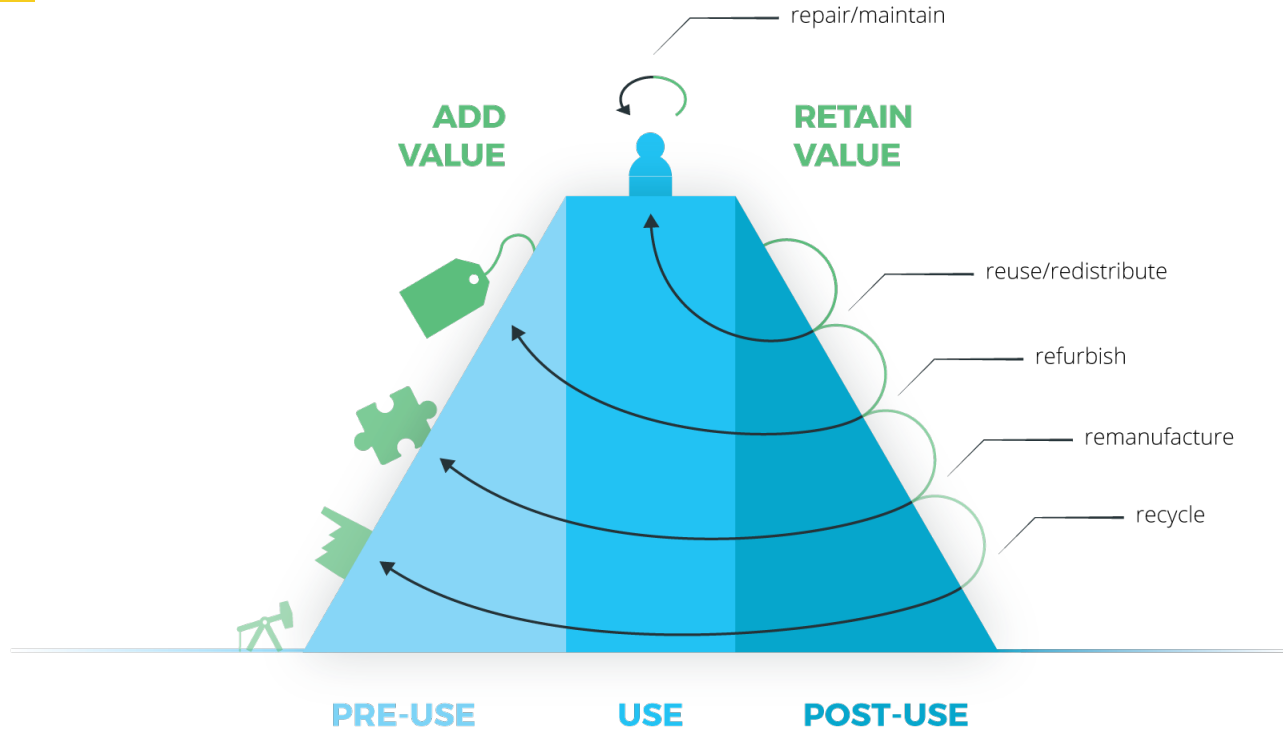 repair/maintain
ADD
VALUE
RETAIN
VALUE
reuse/redistribute
refurbish
remanufacture
recycle
PRE-USE
USE
POST-USE